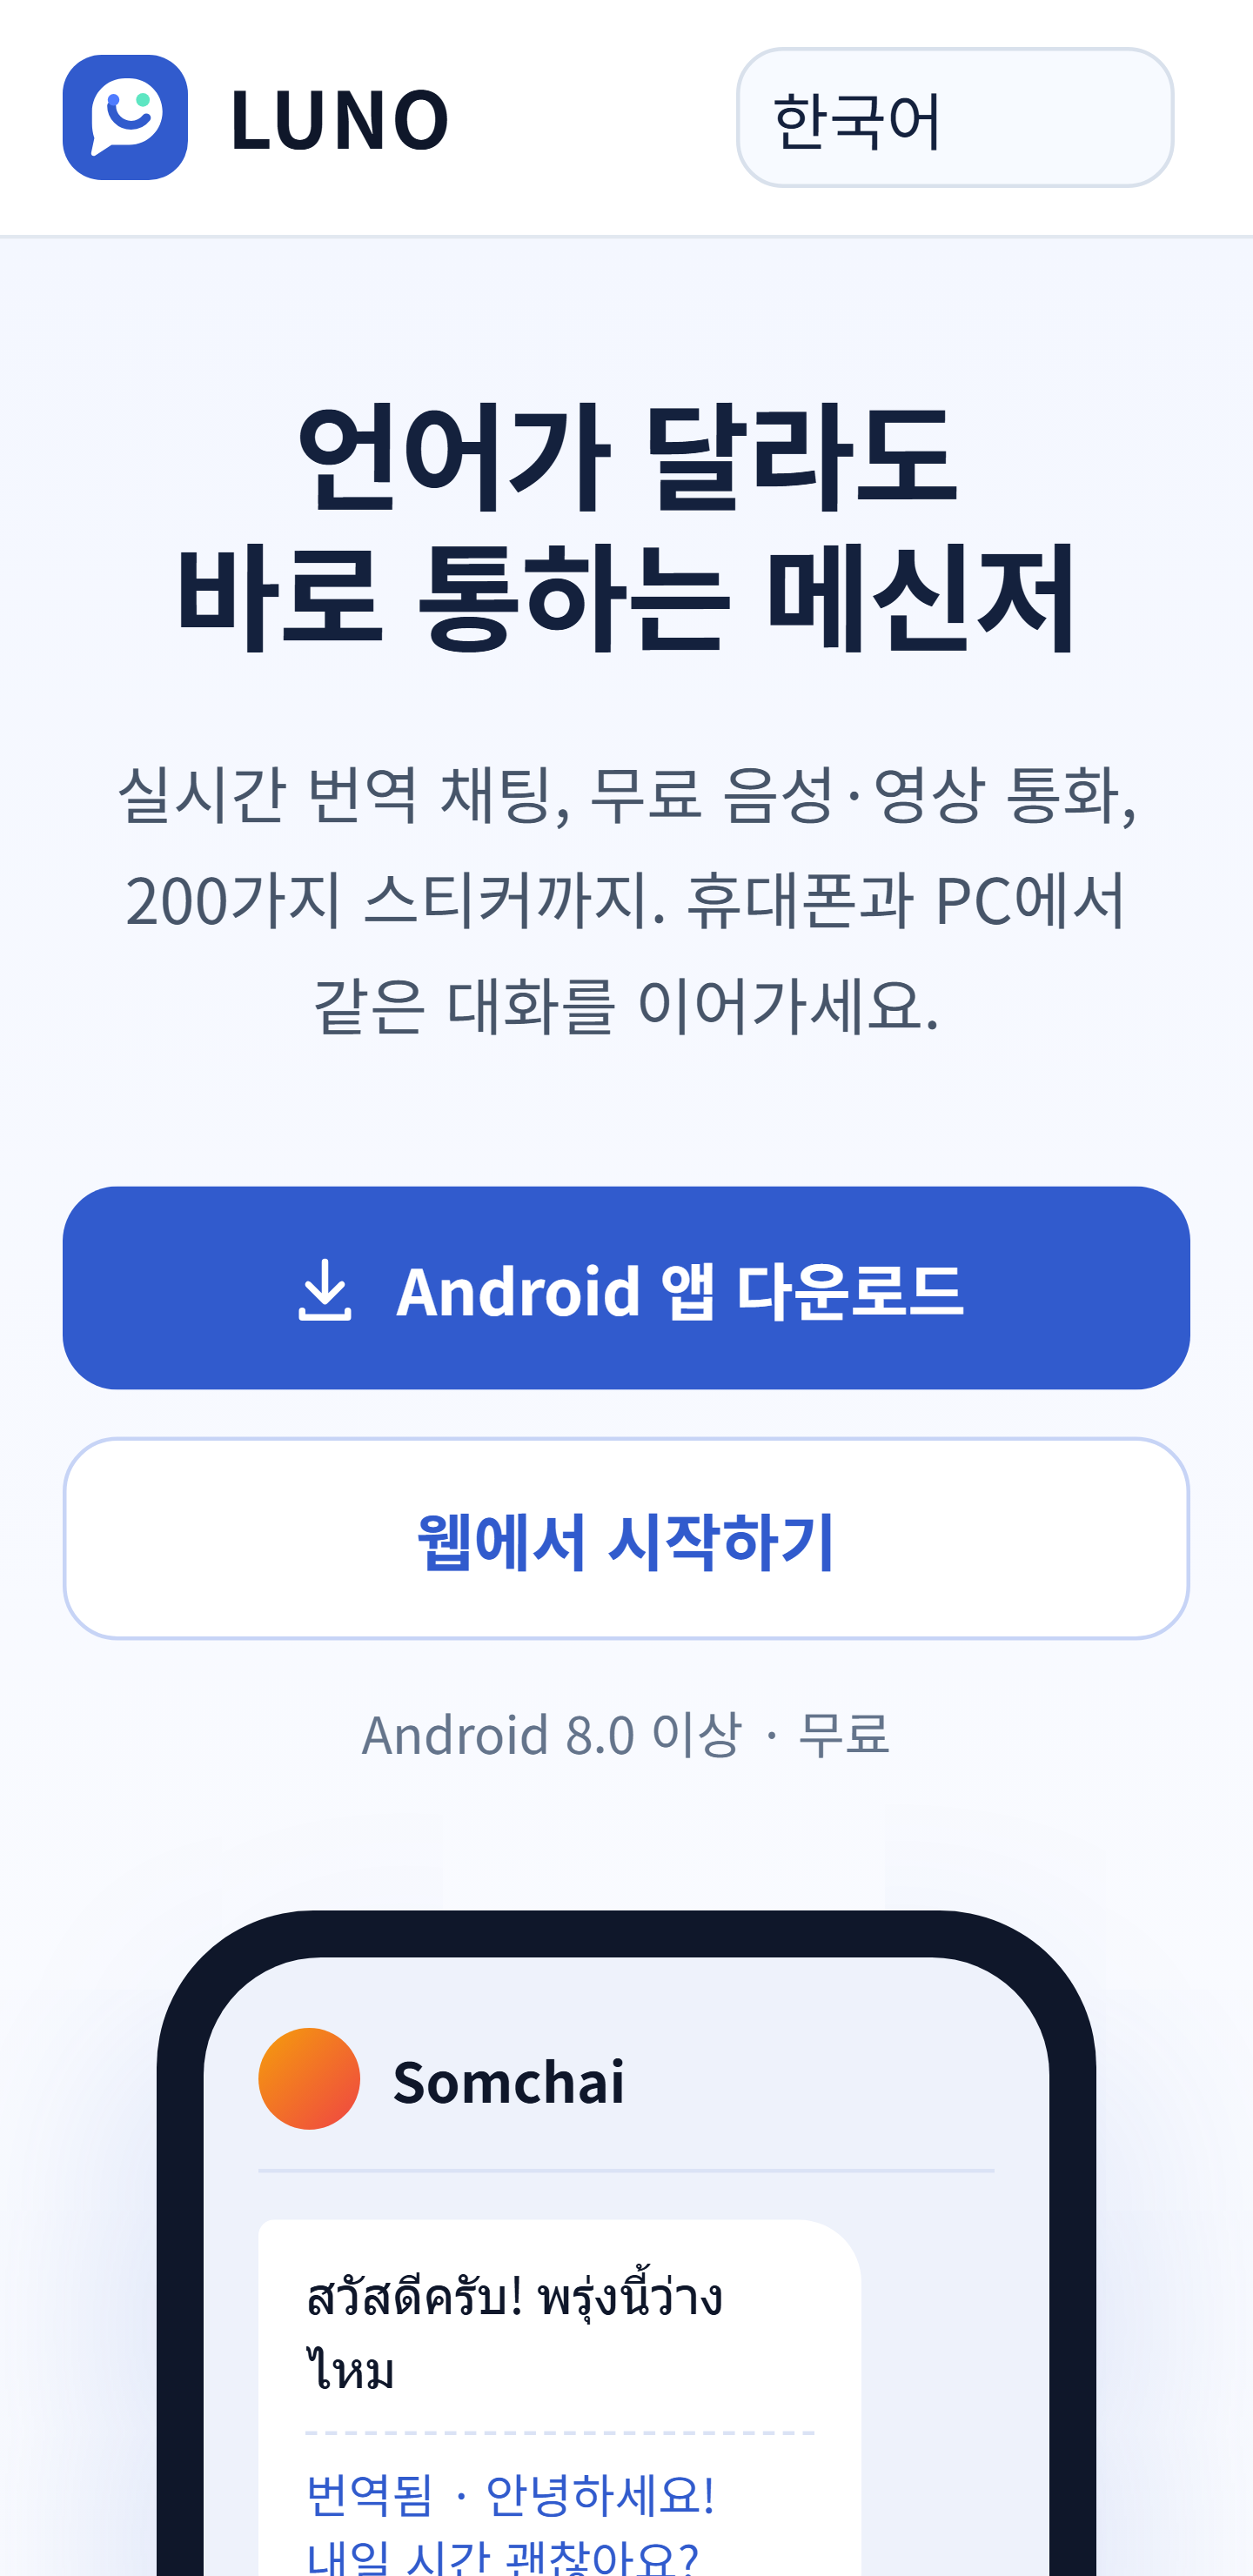 LUNO
한국어
언어가 달라도
바로 통하는 메신저
실시간 번역 채팅, 무료 음성·영상 통화,
200가지 스티커까지. 휴대폰과 PC에서
같은 대화를 이어가세요.
Android 앱 다운로드
웹에서 시작하기
Android 8.0 이상 · 무료
Somchai
สวัสดีครับ! พรุ่งนี้ว่าง
ไหม
번역됨 · 안녕하세요!
내일 시간 괜찮아요?